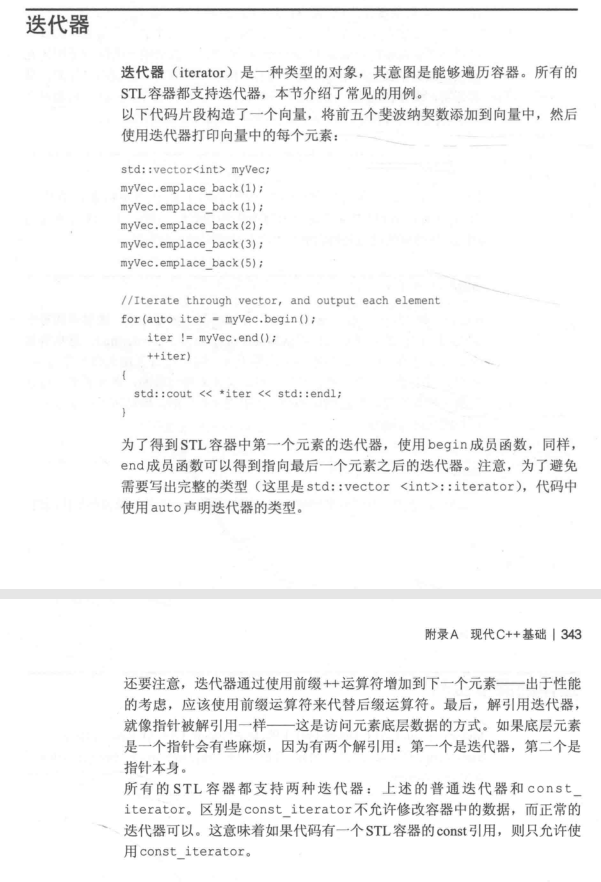 迭代器
迭代器（iterator）是一种类型的对象，其意图是能够遍历容器。所有的
STL容器都支持迭代器，本节介绍了常见的用例。
以下代码片段构造了一个向量，将前五个斐波纳契数添加到向量中，然后
使用迭代器打印向量中的每个元素：
std::vector<int> myVec;
myVec.emplace_back(1);
myVec.emplace_back(1);
myVec.emplace_back(2);
myVec.emplace_back(3);
myVec.emplace_back(5);
//Iterate through vector, and output each element
for(auto iter = myVec.begin();
iter != myVec.end();
++iter)
{
std::cout << *iter << std::endl;
}
为了得到STL容器中第一个元素的迭代器，使用begin成员函数，同样，
end成员函数可以得到指向最后一个元素之后的迭代器。注意，为了避免
需要写出完整的类型（这里是std::vector <int>::iterator），代码中
使用auto声明迭代器的类型。
附录A 现代C++基础 | 343
还要注意，迭代器通过使用前缀++运算符增加到下一个元素——出于性能
的考虑，应该使用前缀运算符来代替后缀运算符。最后，解引用迭代器，
就像指针被解引用一样——这是访问元素底层数据的方式。如果底层元素
是一个指针会有些麻烦，因为有两个解引用：第一个是迭代器，第二个是
指针本身。
所有的STL容器都支持两种迭代器：上述的普通迭代器和const_
iterator。区别是const_iterator不允许修改容器中的数据，而正常的
迭代器可以。这意味着如果代码有一个STL容器的const引用，则只允许使
用const_iterator。